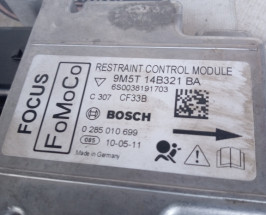 FOCUS
FoMoCo
RESTRAINT CONTROL MODULE
9M5T 14B321 BA
6S0038191703
C 307 CF33B
BOSCH
0 285 010 699
085 10-05-11
Made in Germany